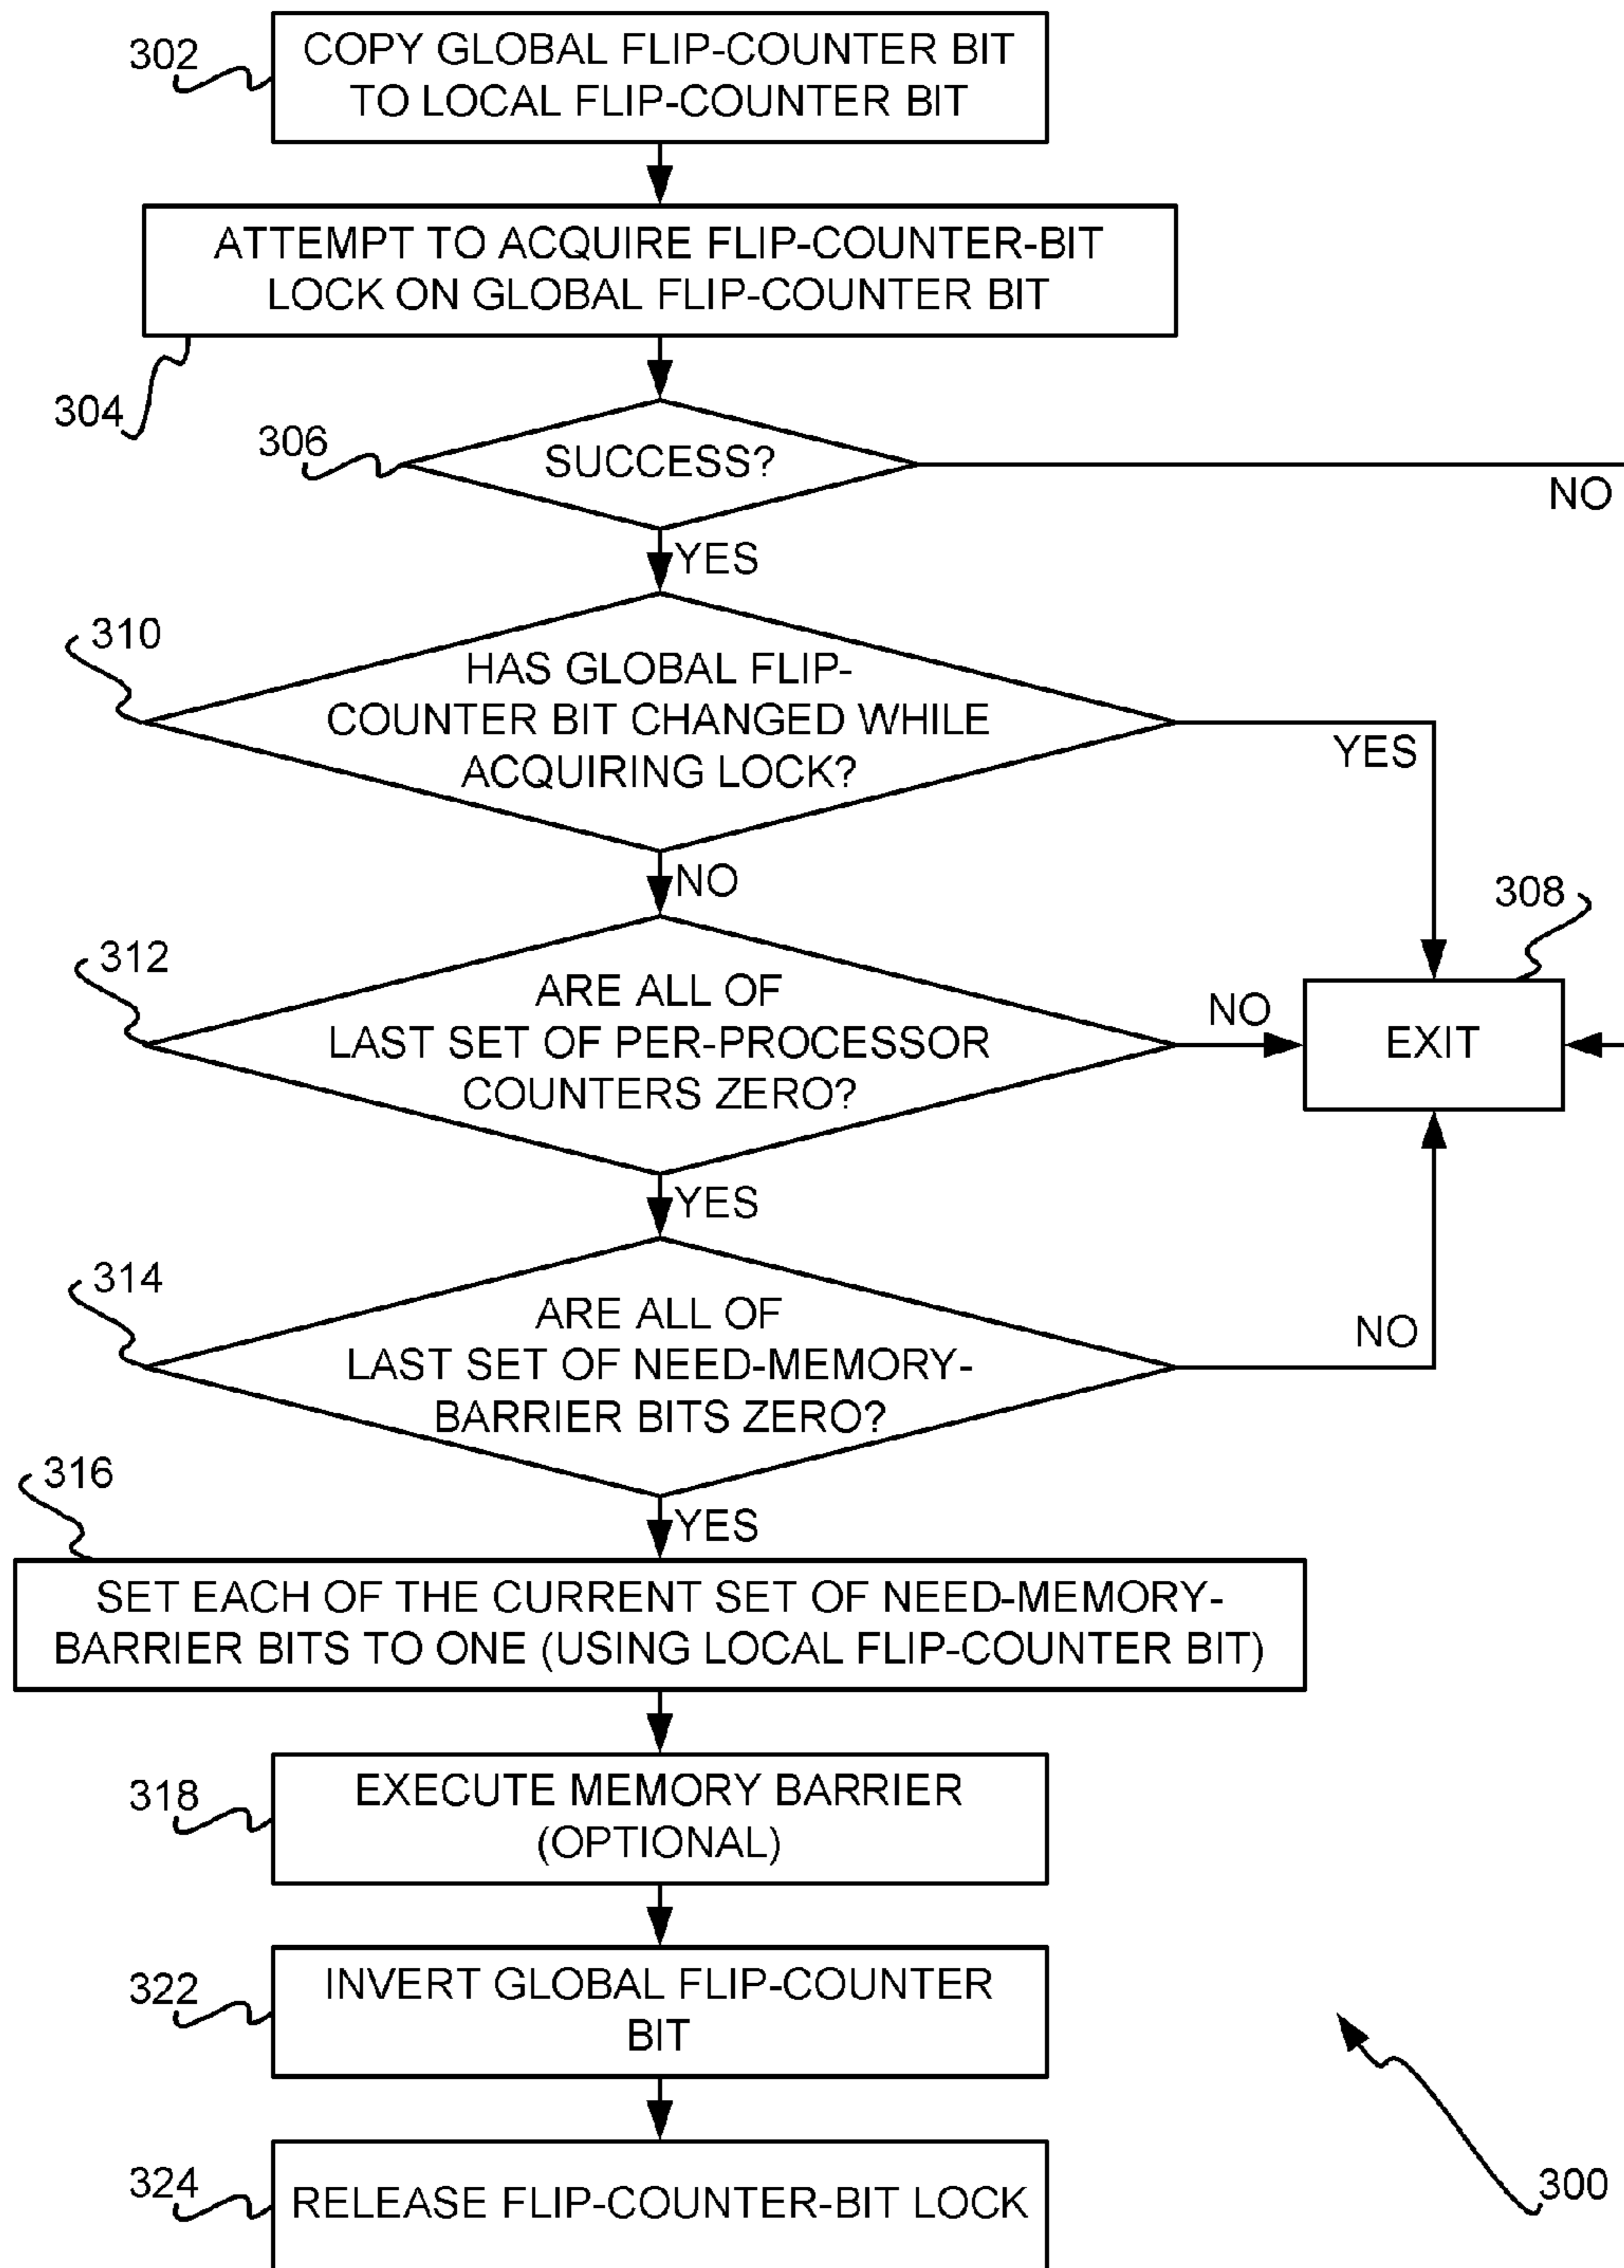 302
COPY GLOBAL FLIP-COUNTER BIT
TO LOCAL FLIP-COUNTER BIT
ATTEMPT TO ACQUIRE FLIP-COUNTER-BIT
LOCK ON GLOBAL FLIP-COUNTER BIT
304
306
SUCCESS?
NO
YES
310
HAS GLOBAL FLIP-
COUNTER BIT CHANGED WHILE
ACQUIRING LOCK?
YES
NO
308
312
ARE ALL OF
LAST SET OF PER-PROCESSOR
COUNTERS ZERO?
NO
EXIT
YES
314
ARE ALL OF
LAST SET OF NEED-MEMORY-
BARRIER BITS ZERO?
NO
YES
316
SET EACH OF THE CURRENT SET OF NEED-MEMORY-
BARRIER BITS TO ONE (USING LOCAL FLIP-COUNTER BIT)
318
EXECUTE MEMORY BARRIER
(OPTIONAL)
322
INVERT GLOBAL FLIP-COUNTER
BIT
324
RELEASE FLIP-COUNTER-BIT LOCK
300